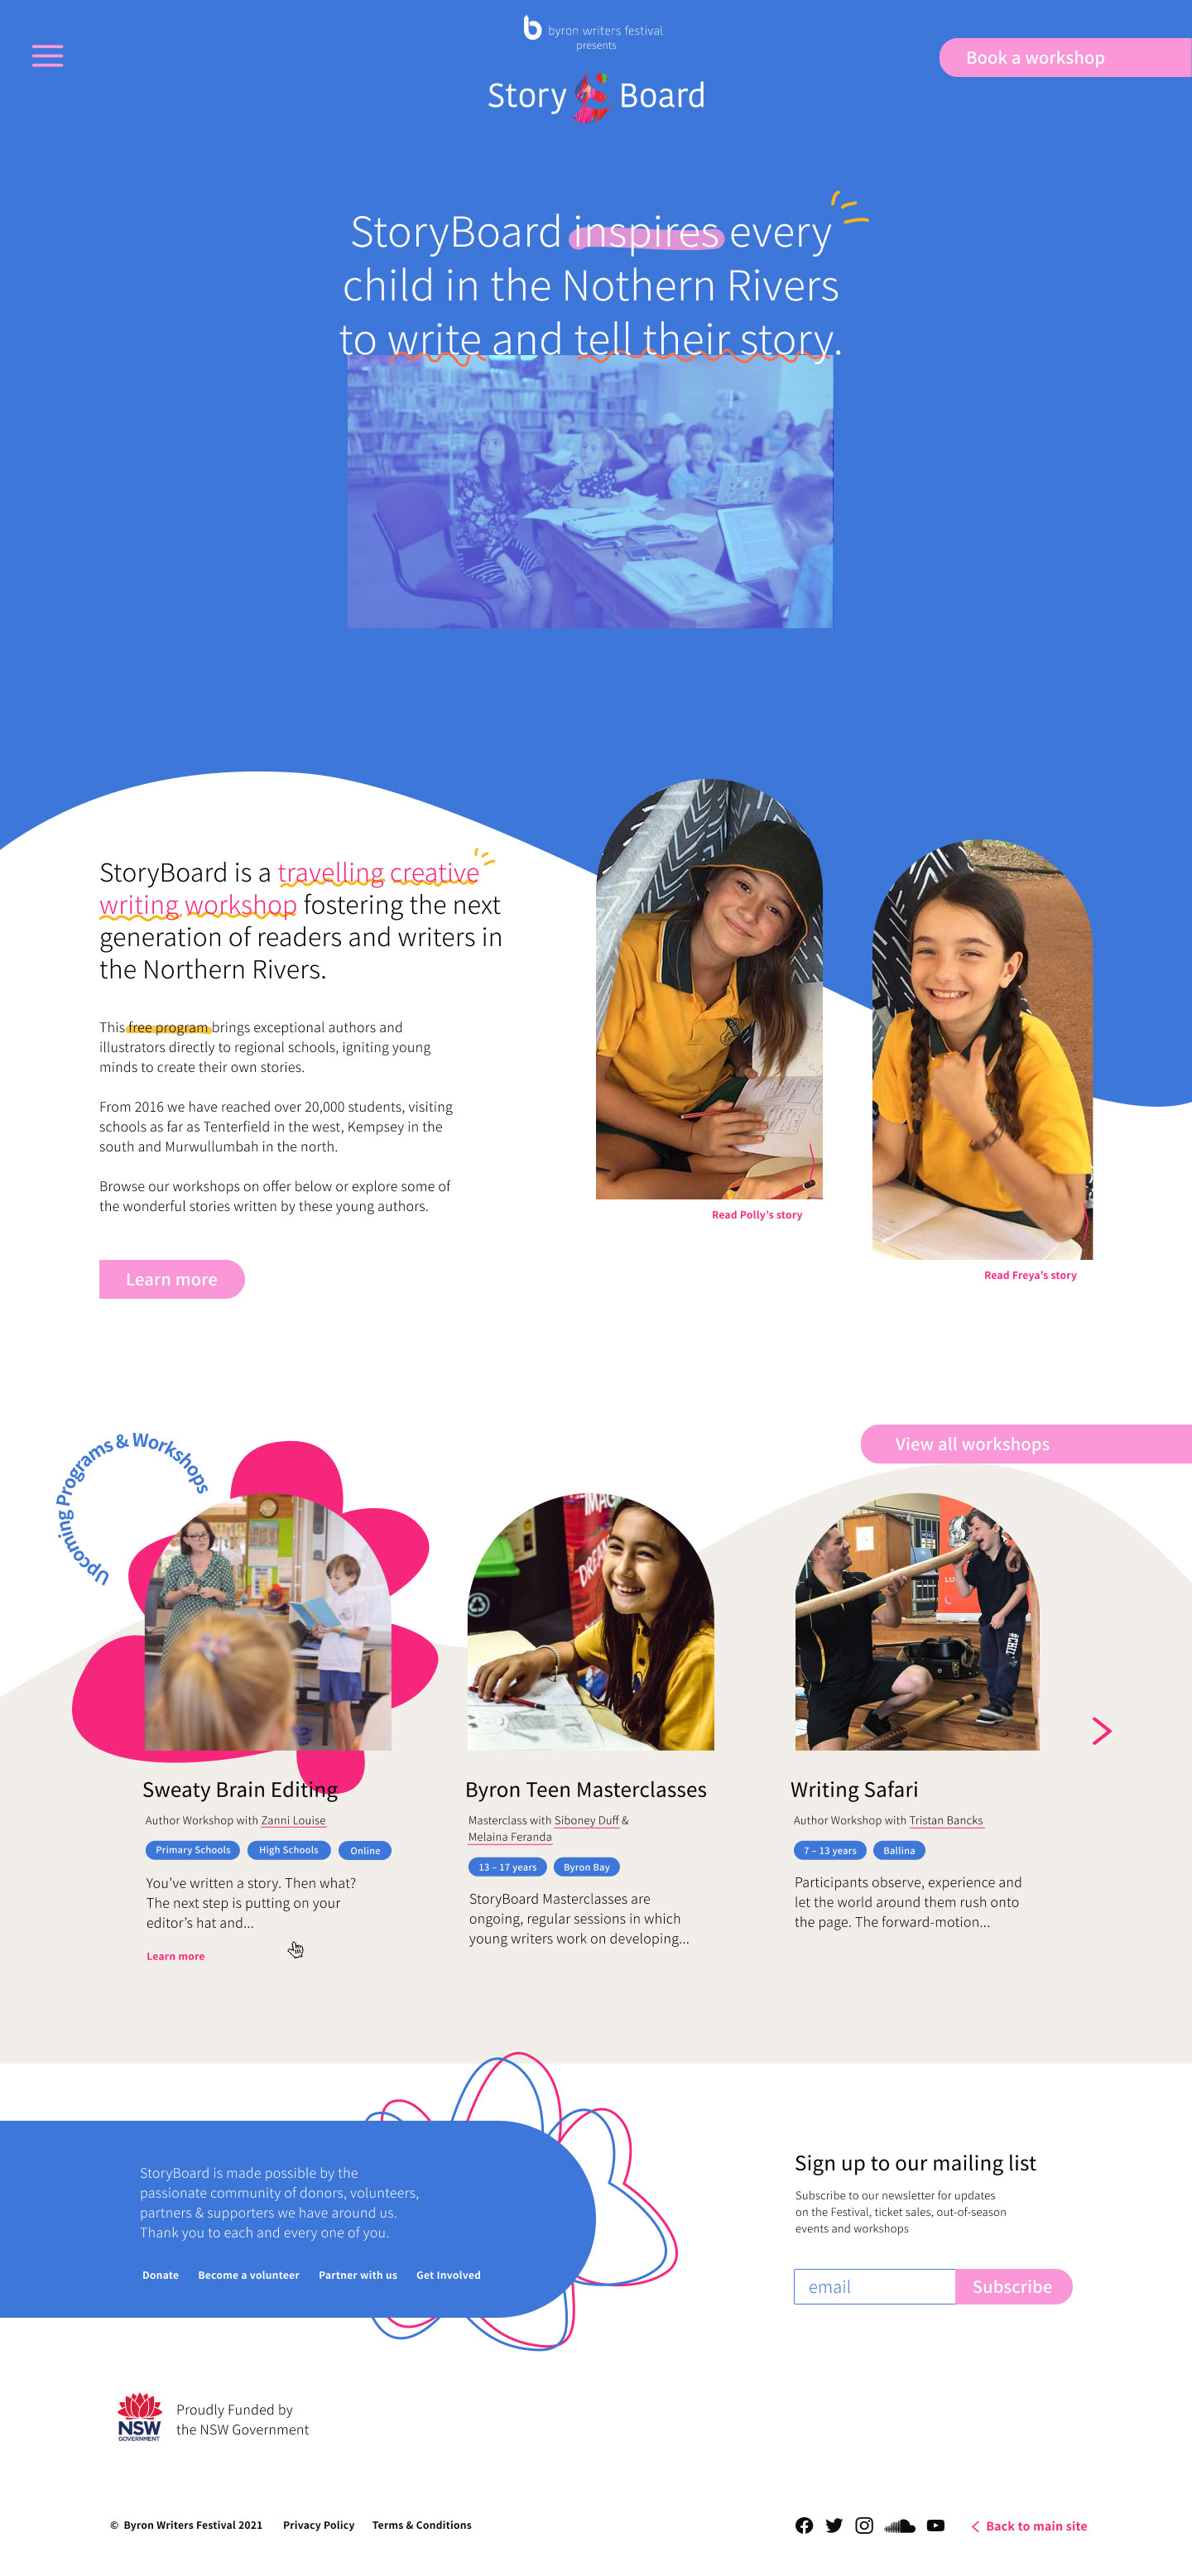 byron writers festival
presents
Book a workshop
Story Board
StoryBoard inspires every
child in the Nothern Rivers
to write and tell their story.
StoryBoard is a travelling creative
writing workshop fostering the next
generation of readers and writers in
the Northern Rivers.
This free program brings exceptional authors and
illustrators directly to regional schools, igniting young
minds to create their own stories.
From 2016 we have reached over 20,000 students, visiting
schools as far as Tenterfield in the west, Kempsey in the
south and Murwullumbah in the north.
Browse our workshops on offer below or explore some of
the wonderful stories written by these young authors.
Learn more
Read Polly's story
Read Freya's story
Upcoming Programs & Workshops
View all workshops
IMAG
DREAM
#CHIL
Sweaty Brain Editing
Author Workshop with Zanni Louise
Primary Schools High Schools Online
You've written a story. Then what?
The next step is putting on your
editor's hat and...
Learn more
Byron Teen Masterclasses
Masterclass with Siboney Duff &
Melaina Feranda
13 – 17 years Byron Bay
StoryBoard Masterclasses are
ongoing, regular sessions in which
young writers work on developing...
Writing Safari
Author Workshop with Tristan Bancks
7 – 13 years Ballina
Participants observe, experience and
let the world around them rush onto
the page. The forward-motion...
StoryBoard is made possible by the
passionate community of donors, volunteers,
partners & supporters we have around us.
Thank you to each and every one of you.
Donate Become a volunteer Partner with us Get Involved
Sign up to our mailing list
Subscribe to our newsletter for updates
on the Festival, ticket sales, out-of-season
events and workshops
email Subscribe
NSW
GOVERNMENT
Proudly Funded by
the NSW Government
© Byron Writers Festival 2021 Privacy Policy Terms & Conditions
Back to main site